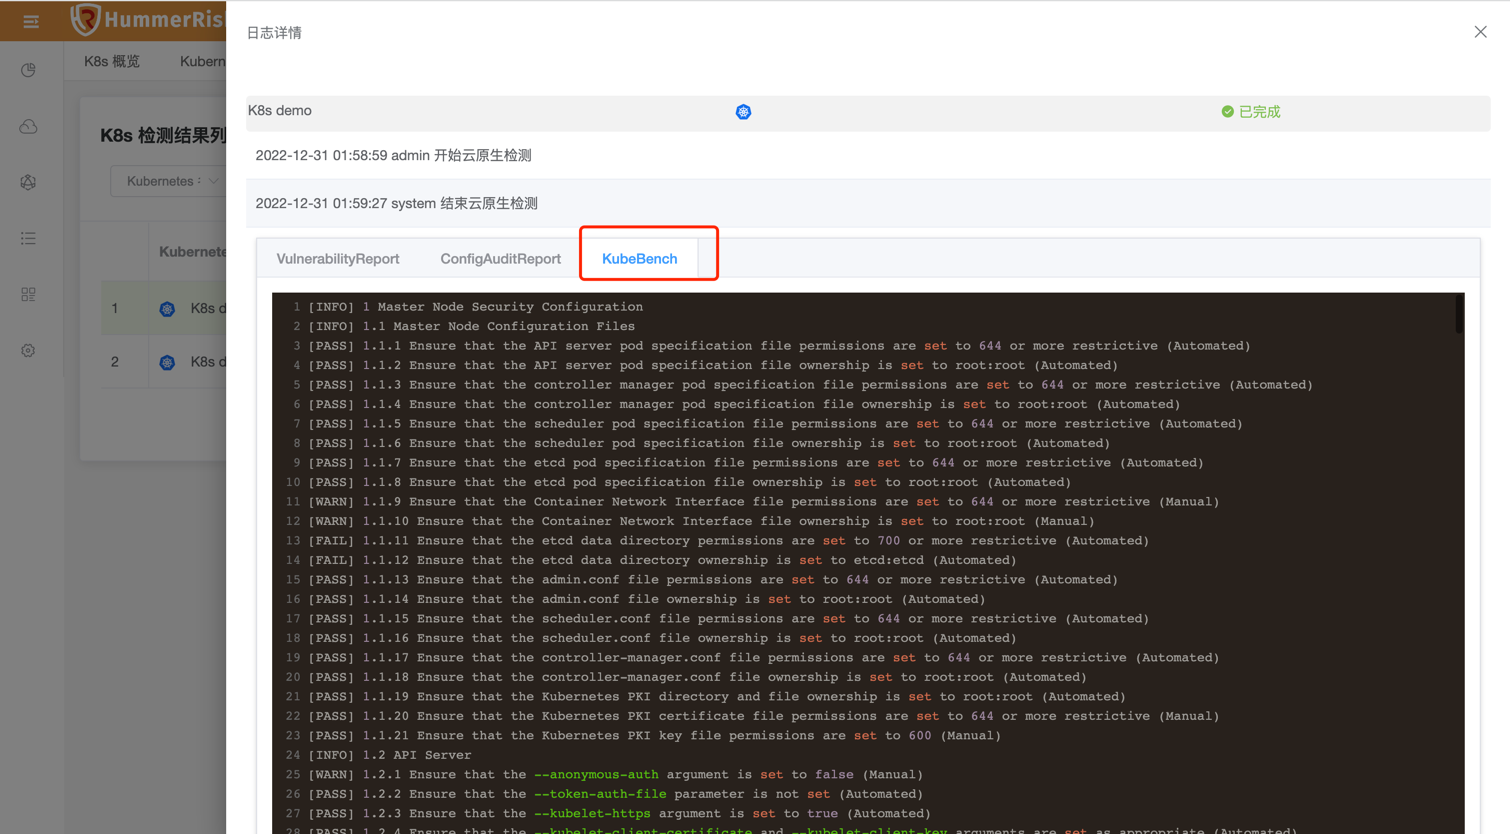 HummerRis
日志详情
K8s 概览
Kubern
K8s demo
已完成
K8s 检测结果列
2022-12-31 01:58:59 admin 开始云原生检测
Kubernetes :
2022-12-31 01:59:27 system 结束云原生检测
Kubernete
VulnerabilityReport
ConfigAuditReport
KubeBench
1
K8s d
2
K8s d
1 [INFO] 1 Master Node Security Configuration
2 [INFO] 1.1 Master Node Configuration Files
3 [PASS] 1.1.1 Ensure that the API server pod specification file permissions are set to 644 or more restrictive (Automated)
4 [PASS] 1.1.2 Ensure that the API server pod specification file ownership is set to root:root (Automated)
5 [PASS] 1.1.3 Ensure that the controller manager pod specification file permissions are set to 644 or more restrictive (Automated)
6 [PASS] 1.1.4 Ensure that the controller manager pod specification file ownership is set to root:root (Automated)
7 [PASS] 1.1.5 Ensure that the scheduler pod specification file permissions are set to 644 or more restrictive (Automated)
8 [PASS] 1.1.6 Ensure that the scheduler pod specification file ownership is set to root:root (Automated)
9 [PASS] 1.1.7 Ensure that the etcd pod specification file permissions are set to 644 or more restrictive (Automated)
10 [PASS] 1.1.8 Ensure that the etcd pod specification file ownership is set to root:root (Automated)
11 [WARN] 1.1.9 Ensure that the Container Network Interface file permissions are set to 644 or more restrictive (Manual)
12 [WARN] 1.1.10 Ensure that the Container Network Interface file ownership is set to root:root (Manual)
13 [FAIL] 1.1.11 Ensure that the etcd data directory permissions are set to 700 or more restrictive (Automated)
14 [FAIL] 1.1.12 Ensure that the etcd data directory ownership is set to etcd:etcd (Automated)
15 [PASS] 1.1.13 Ensure that the admin.conf file permissions are set to 644 or more restrictive (Automated)
16 [PASS] 1.1.14 Ensure that the admin.conf file ownership is set to root:root (Automated)
17 [PASS] 1.1.15 Ensure that the scheduler.conf file permissions are set to 644 or more restrictive (Automated)
18 [PASS] 1.1.16 Ensure that the scheduler.conf file ownership is set to root:root (Automated)
19 [PASS] 1.1.17 Ensure that the controller-manager.conf file permissions are set to 644 or more restrictive (Automated)
20 [PASS] 1.1.18 Ensure that the controller-manager.conf file ownership is set to root:root (Automated)
21 [PASS] 1.1.19 Ensure that the Kubernetes PKI directory and file ownership is set to root:root (Automated)
22 [PASS] 1.1.20 Ensure that the Kubernetes PKI certificate file permissions are set to 644 or more restrictive (Manual)
23 [PASS] 1.1.21 Ensure that the Kubernetes PKI key file permissions are set to 600 (Manual)
24 [INFO] 1.2 API Server
25 [WARN] 1.2.1 Ensure that the --anonymous-auth argument is set to false (Manual)
26 [PASS] 1.2.2 Ensure that the --token-auth-file parameter is not set (Automated)
27 [PASS] 1.2.3 Ensure that the --kubelet-https argument is set to true (Automated)
28 [PASS] 1.2.4 Ensure that the --kubelet-client-certificate and --kubelet-client-key arguments are set as appropriate (Automated)